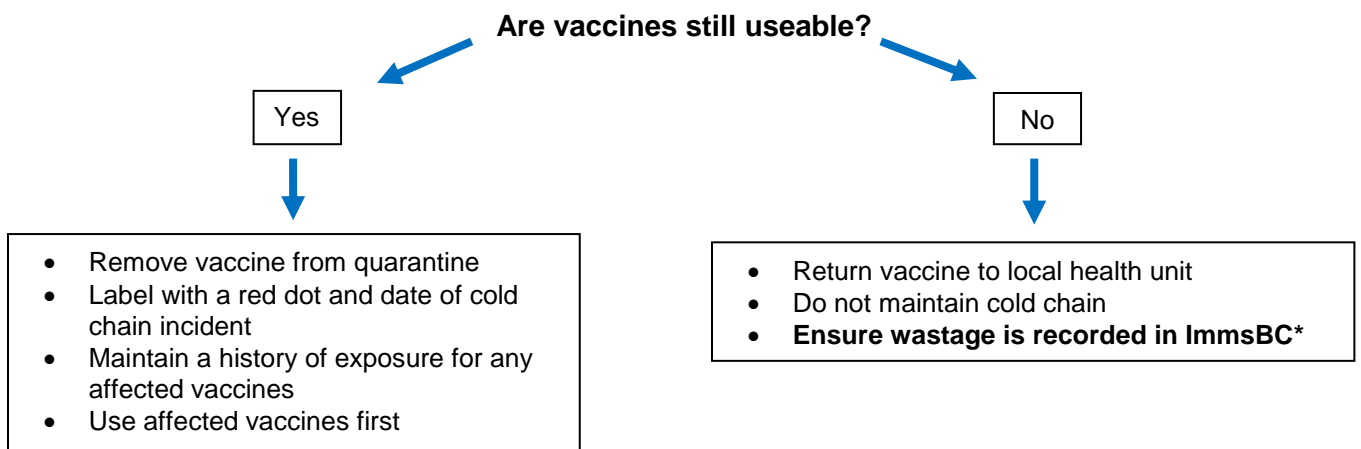 Are vaccines still useable?
Yes
No
• Remove vaccine from quarantine
• Label with a red dot and date of cold
chain incident
• Maintain a history of exposure for any
affected vaccines
• Use affected vaccines first
• Return vaccine to local health unit
• Do not maintain cold chain
• Ensure wastage is recorded in ImmsBC*